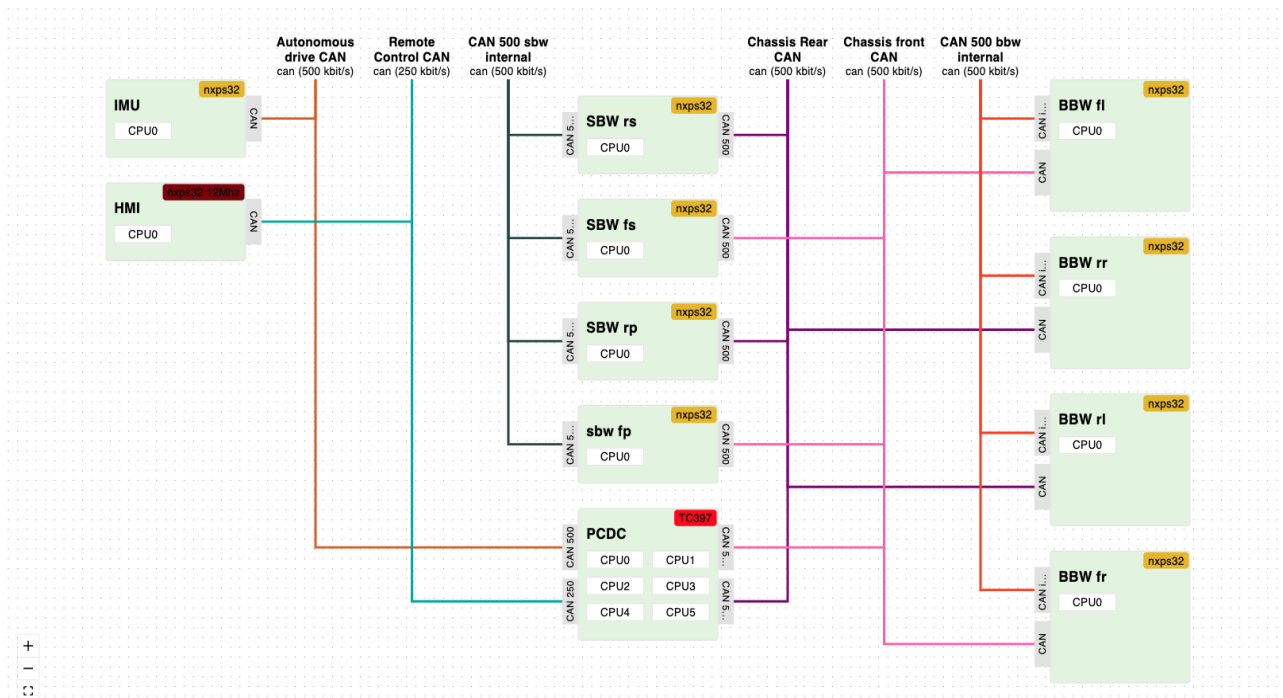 Autonomous
drive CAN
can (500 kbit/s)
Remote
Control CAN
can (250 kbit/s)
CAN 500 sbw
internal
can (500 kbit/s)
Chassis Rear
CAN
can (500 kbit/s)
Chassis front
CAN
can (500 kbit/s)
CAN 500 bbw
internal
can (500 kbit/s)
nxps32
IMU
CPU0
CAN
nxps32 12Mhz
HMI
CPU0
CAN
nxps32
SBW rs
CPU0
CAN 5...
CAN 500
nxps32
SBW fs
CPU0
CAN 5...
CAN 500
nxps32
SBW rp
CPU0
CAN 5...
CAN 500
nxps32
sbw fp
CPU0
CAN 5...
CAN 500
TC397
PCDC
CPU0 CPU1
CPU2 CPU3
CPU4 CPU5
CAN 500
CAN 250
CAN 5...
CAN 5...
nxps32
BBW fl
CPU0
CAN i...
CAN
nxps32
BBW rr
CPU0
CAN i...
CAN
nxps32
BBW rl
CPU0
CAN i...
CAN
nxps32
BBW fr
CPU0
CAN i...
CAN